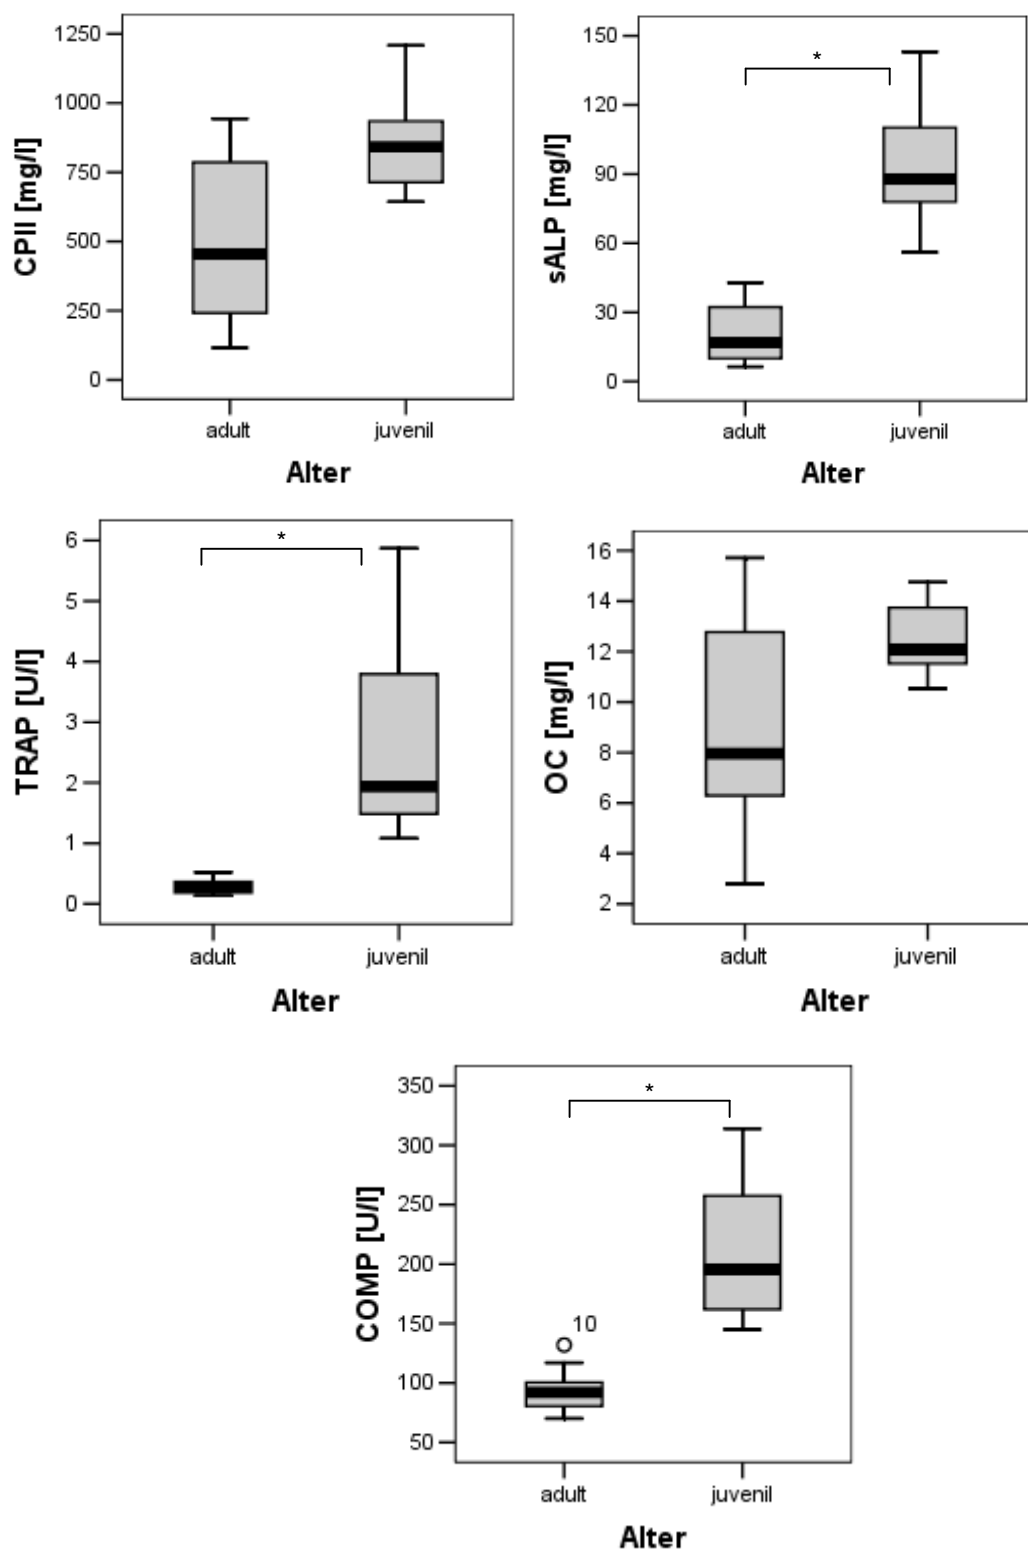 CPII [mg/l]
1250
1000
750
500
250
0
adult juvenil
Alter
sALP [mg/l]
150
120
90
60
30
0
*
adult juvenil
Alter
TRAP [U/l]
6
5
4
3
2
1
0
*
adult juvenil
Alter
OC [mg/l]
16
14
12
10
8
6
4
2
adult juvenil
Alter
COMP [U/l]
350
300
250
200
150
100
50
*
10
adult juvenil
Alter